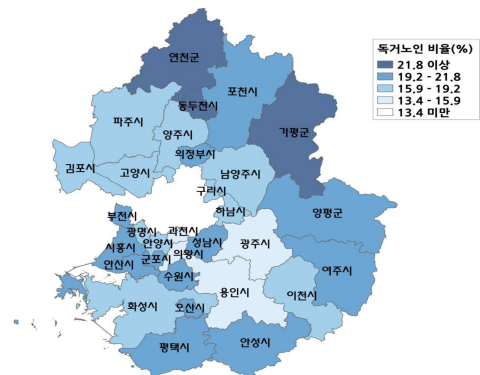 독거노인 비율(%)
21.8 이상
19.2 - 21.8
15.9 - 19.2
13.4 - 15.9
13.4 미만
연천군
포천시
동두천시
가평군
파주시
양주시
의정부시
김포시
고양시
남양주시
구리시
하남시
양평군
부천시
광명시
과천시
시흥시
안양시
성남시
광주시
안산시
군포시
의왕시
수원시
여주시
용인시
이천시
화성시
오산시
평택시
안성시